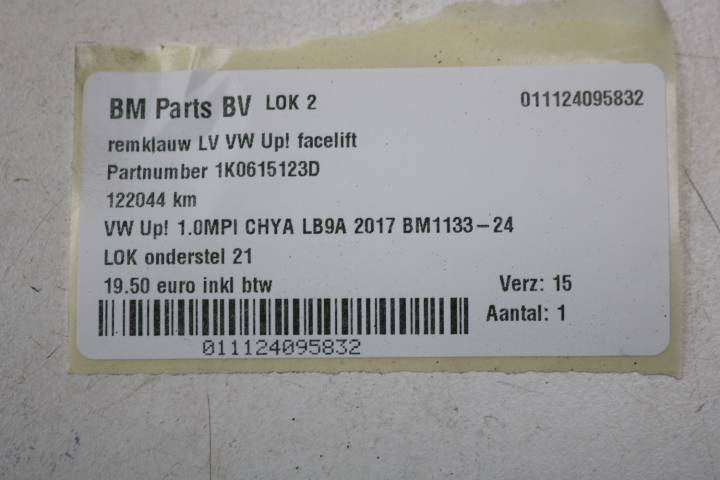 BM Parts BV LOK 2 011124095832
remklauw LV VW Up! facelift
Partnumber 1K0615123D
122044 km
VW Up! 1.0MPI CHYA LB9A 2017 BM1133-24
LOK onderstel 21
19.50 euro inkl btw Verz: 15
Aantal: 1
011124095832